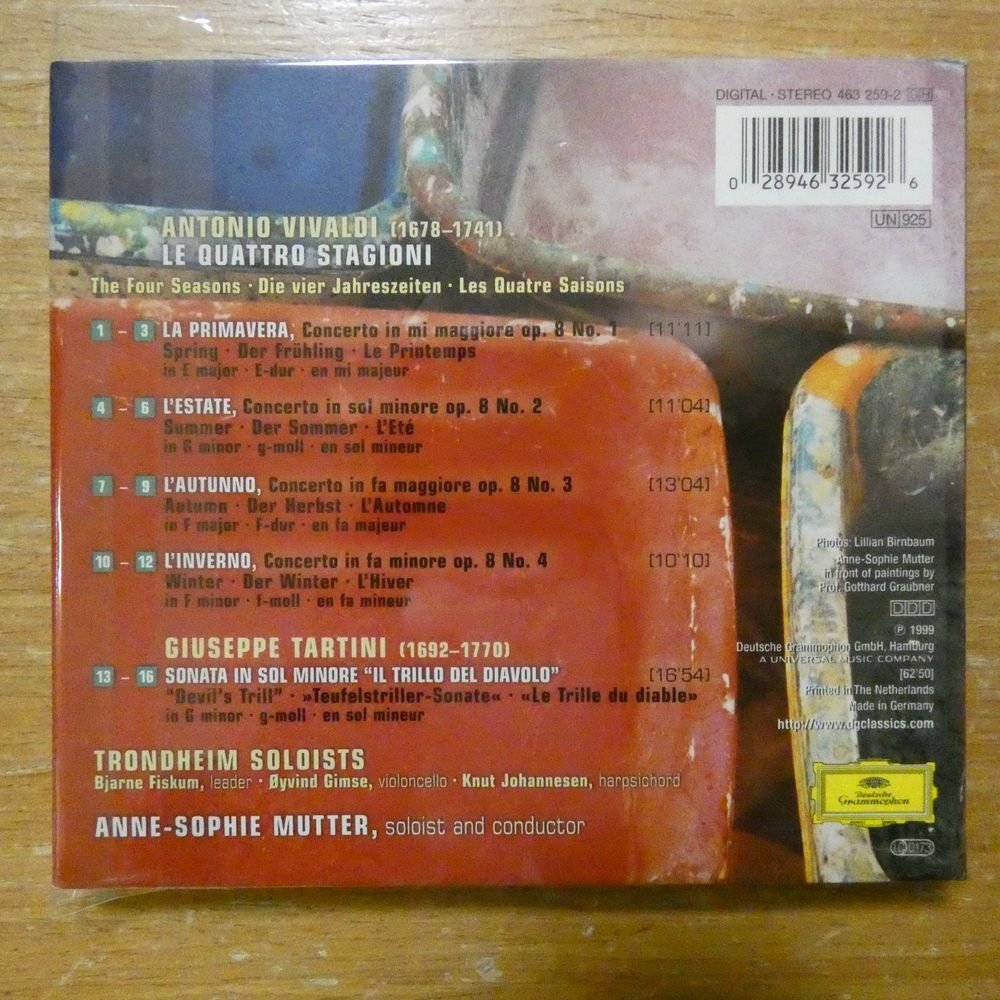 DIGITAL · STEREO 463 259-2 GH
0 28946 32592 6
UN 925
ANTONIO VIVALDI (1678–1741)
LE QUATTRO STAGIONI
The Four Seasons · Die vier Jahreszeiten · Les Quatre Saisons
1 – 3 LA PRIMAVERA, Concerto in mi maggiore op. 8 No. 1 [11'11]
Spring · Der Frühling · Le Printemps
in E major · E-dur · en mi majeur
4 – 6 L'ESTATE, Concerto in sol minore op. 8 No. 2 [11'04]
Summer · Der Sommer · L'Eté
in G minor · g-moll · en sol mineur
7 – 9 L'AUTUNNO, Concerto in fa maggiore op. 8 No. 3 [13'04]
Autumn · Der Herbst · L'Automne
in F major · F-dur · en fa majeur
10 – 12 L'INVERNO, Concerto in fa minore op. 8 No. 4 [10'10]
Winter · Der Winter · L'Hiver
in F minor · f-moll · en fa mineur
GIUSEPPE TARTINI (1692–1770)
13 – 16 SONATA IN SOL MINORE “IL TRILLO DEL DIAVOLO” [16'54]
“Devil's Trill” · »Teufelstriller-Sonate« · «Le Trille du diable»
in G minor · g-moll · en sol mineur
TRONDHEIM SOLOISTS
Bjarne Fiskum, leader · Øyvind Gimse, violoncello · Knut Johannesen, harpsichord
ANNE-SOPHIE MUTTER, soloist and conductor
Photos: Lillian Birnbaum
Anne-Sophie Mutter
in front of paintings by
Prof. Gotthard Graubner
DDD
℗ 1999
Deutsche Grammophon GmbH, Hamburg
A UNIVERSAL MUSIC COMPANY
[62'50]
Printed in The Netherlands
Made in Germany
http://www.dgclassics.com
Deutsche
Grammophon
LC 0173